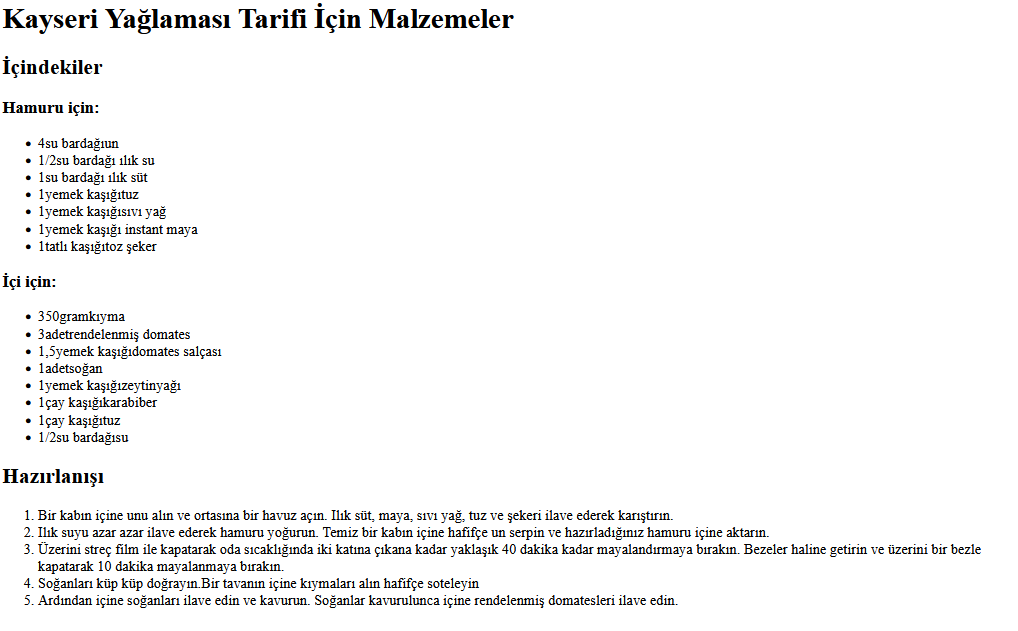 Kayseri Yağlaması Tarifi İçin Malzemeler
İçindekiler
Hamuru için:
• 4su bardağıun
• 1/2su bardağı ılık su
• 1su bardağı ılık süt
• 1yemek kaşığıtuz
• 1yemek kaşığısıvı yağ
• 1yemek kaşığı instant maya
• 1tatlı kaşığıtoz şeker
İçi için:
• 350gramkıyma
• 3adetrendelenmiş domates
• 1,5yemek kaşığıdomates salçası
• 1adetsoğan
• 1yemek kaşığızeytinyağı
• 1çay kaşığıkarabiber
• 1çay kaşığıtuz
• 1/2su bardağısu
Hazırlanışı
1. Bir kabın içine unu alın ve ortasına bir havuz açın. Ilık süt, maya, sıvı yağ, tuz ve şekeri ilave ederek karıştırın.
2. Ilık suyu azar azar ilave ederek hamuru yoğurun. Temiz bir kabın içine hafifçe un serpin ve hazırladığınız hamuru içine aktarın.
3. Üzerini streç film ile kapatarak oda sıcaklığında iki katına çıkana kadar yaklaşık 40 dakika kadar mayalandırmaya bırakın. Bezeler haline getirin ve üzerini bir bezle
kapatarak 10 dakika mayalanmaya bırakın.
4. Soğanları küp küp doğrayın.Bir tavanın içine kıymaları alın hafifçe soteleyin
5. Ardından içine soğanları ilave edin ve kavurun. Soğanlar kavurulunca içine rendelenmiş domatesleri ilave edin.